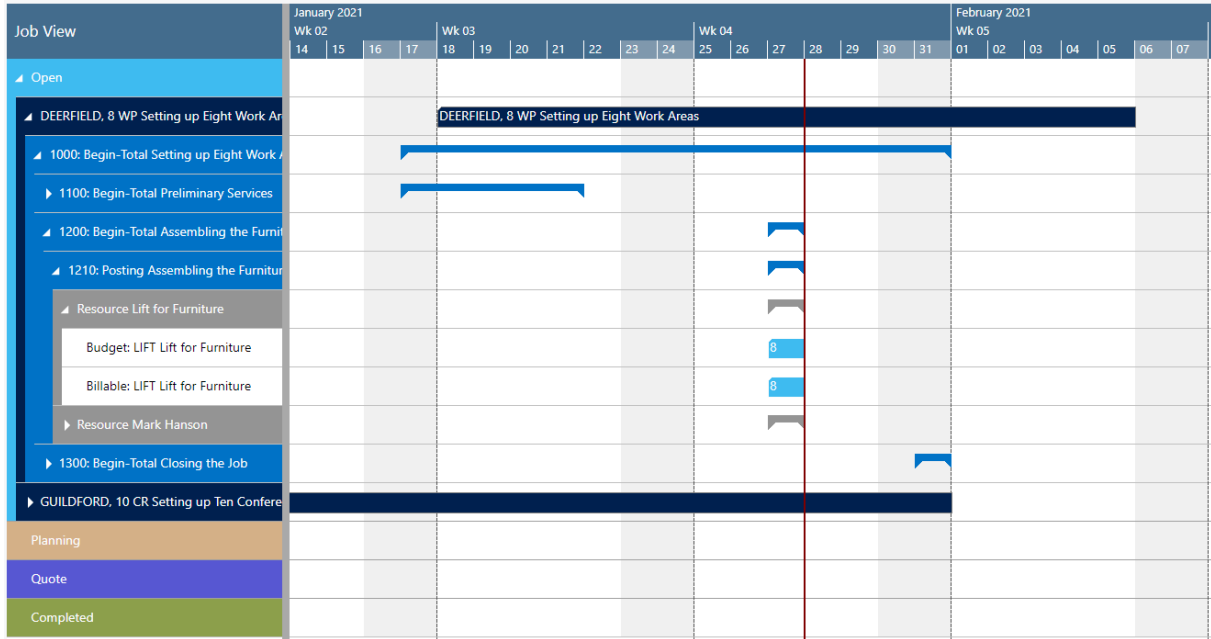 Job View
January 2021
February 2021
Wk 02
Wk 03
Wk 04
Wk 05
14 15 16 17 18 19 20 21 22 23 24 25 26 27 28 29 30 31 01 02 03 04 05 06 07
Open
DEERFIELD, 8 WP Setting up Eight Work Ar
DEERFIELD, 8 WP Setting up Eight Work Areas
1000: Begin-Total Setting up Eight Work A
1100: Begin-Total Preliminary Services
1200: Begin-Total Assembling the Furnit
1210: Posting Assembling the Furnitur
Resource Lift for Furniture
Budget: LIFT Lift for Furniture
8
Billable: LIFT Lift for Furniture
8
Resource Mark Hanson
1300: Begin-Total Closing the Job
GUILDFORD, 10 CR Setting up Ten Confere
Planning
Quote
Completed